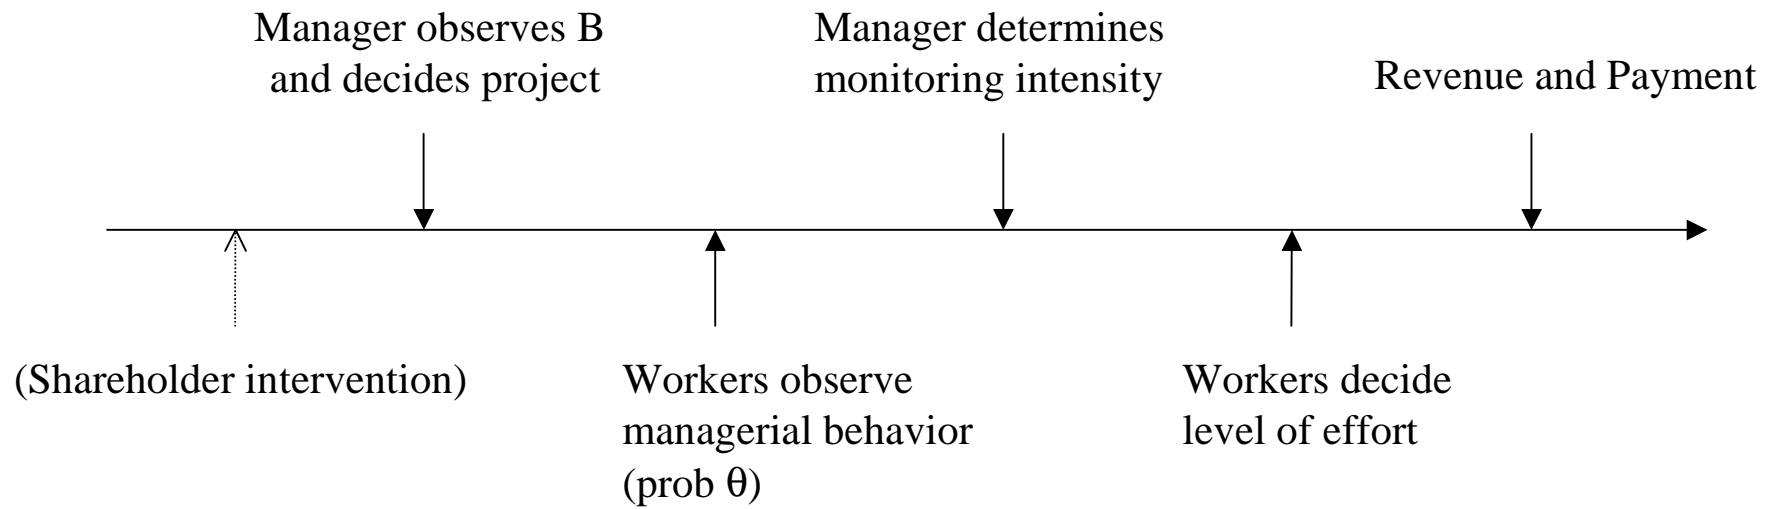 Manager observes B
and decides project
Manager determines
monitoring intensity
Revenue and Payment
(Shareholder intervention)
Workers observe
managerial behavior
(prob θ)
Workers decide
level of effort